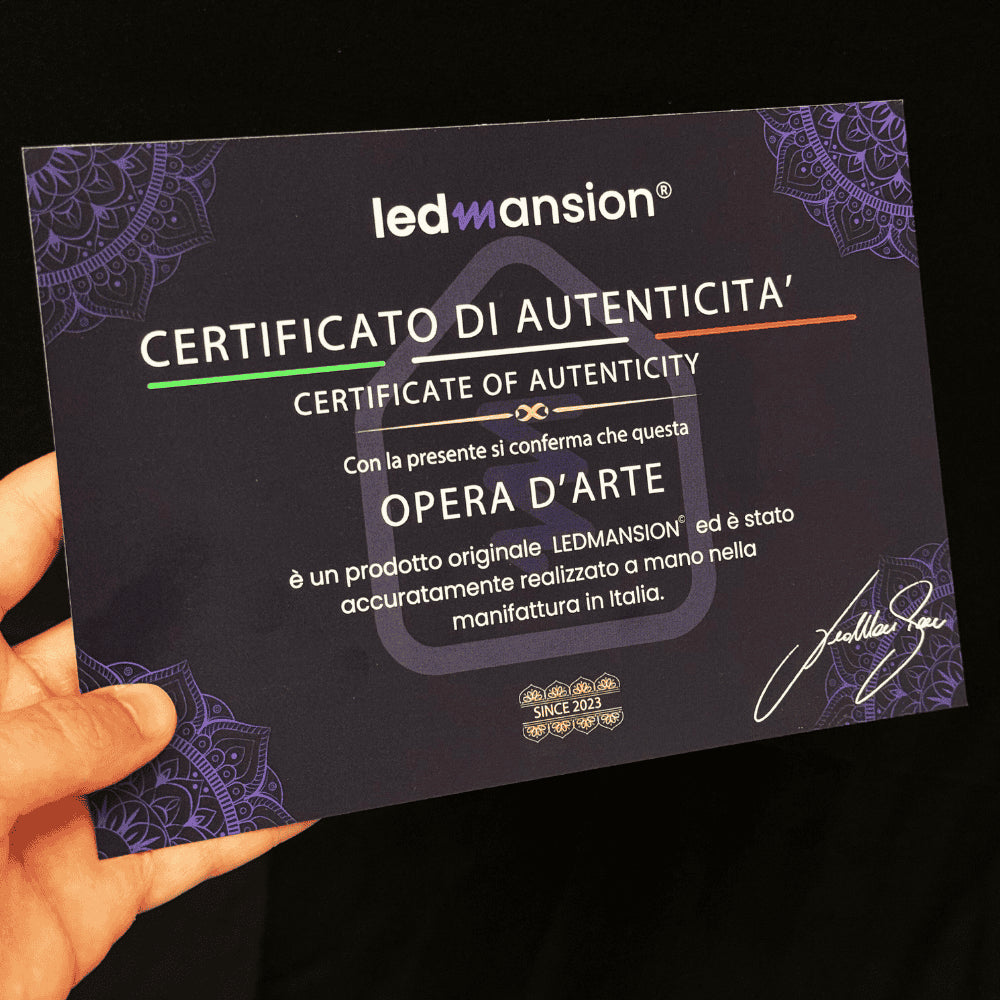 ledmansion®
CERTIFICATO DI AUTENTICITA'
CERTIFICATE OF AUTENTICITY
Con la presente si conferma che questa
OPERA D'ARTE
è un prodotto originale LEDMANSION© ed è stato
accuratamente realizzato a mano nella
manifattura in Italia.
SINCE 2023